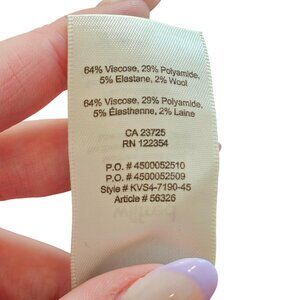 64% Viscose, 29% Polyamide,
5% Elastane, 2% Wool
64% Viscose, 29% Polyamide,
5% Élasthanne, 2% Laine
CA 23725
RN 122354
P.O. # 4500052510
P.O. # 4500052509
Style # KVS4-7190-45
Article # 56326